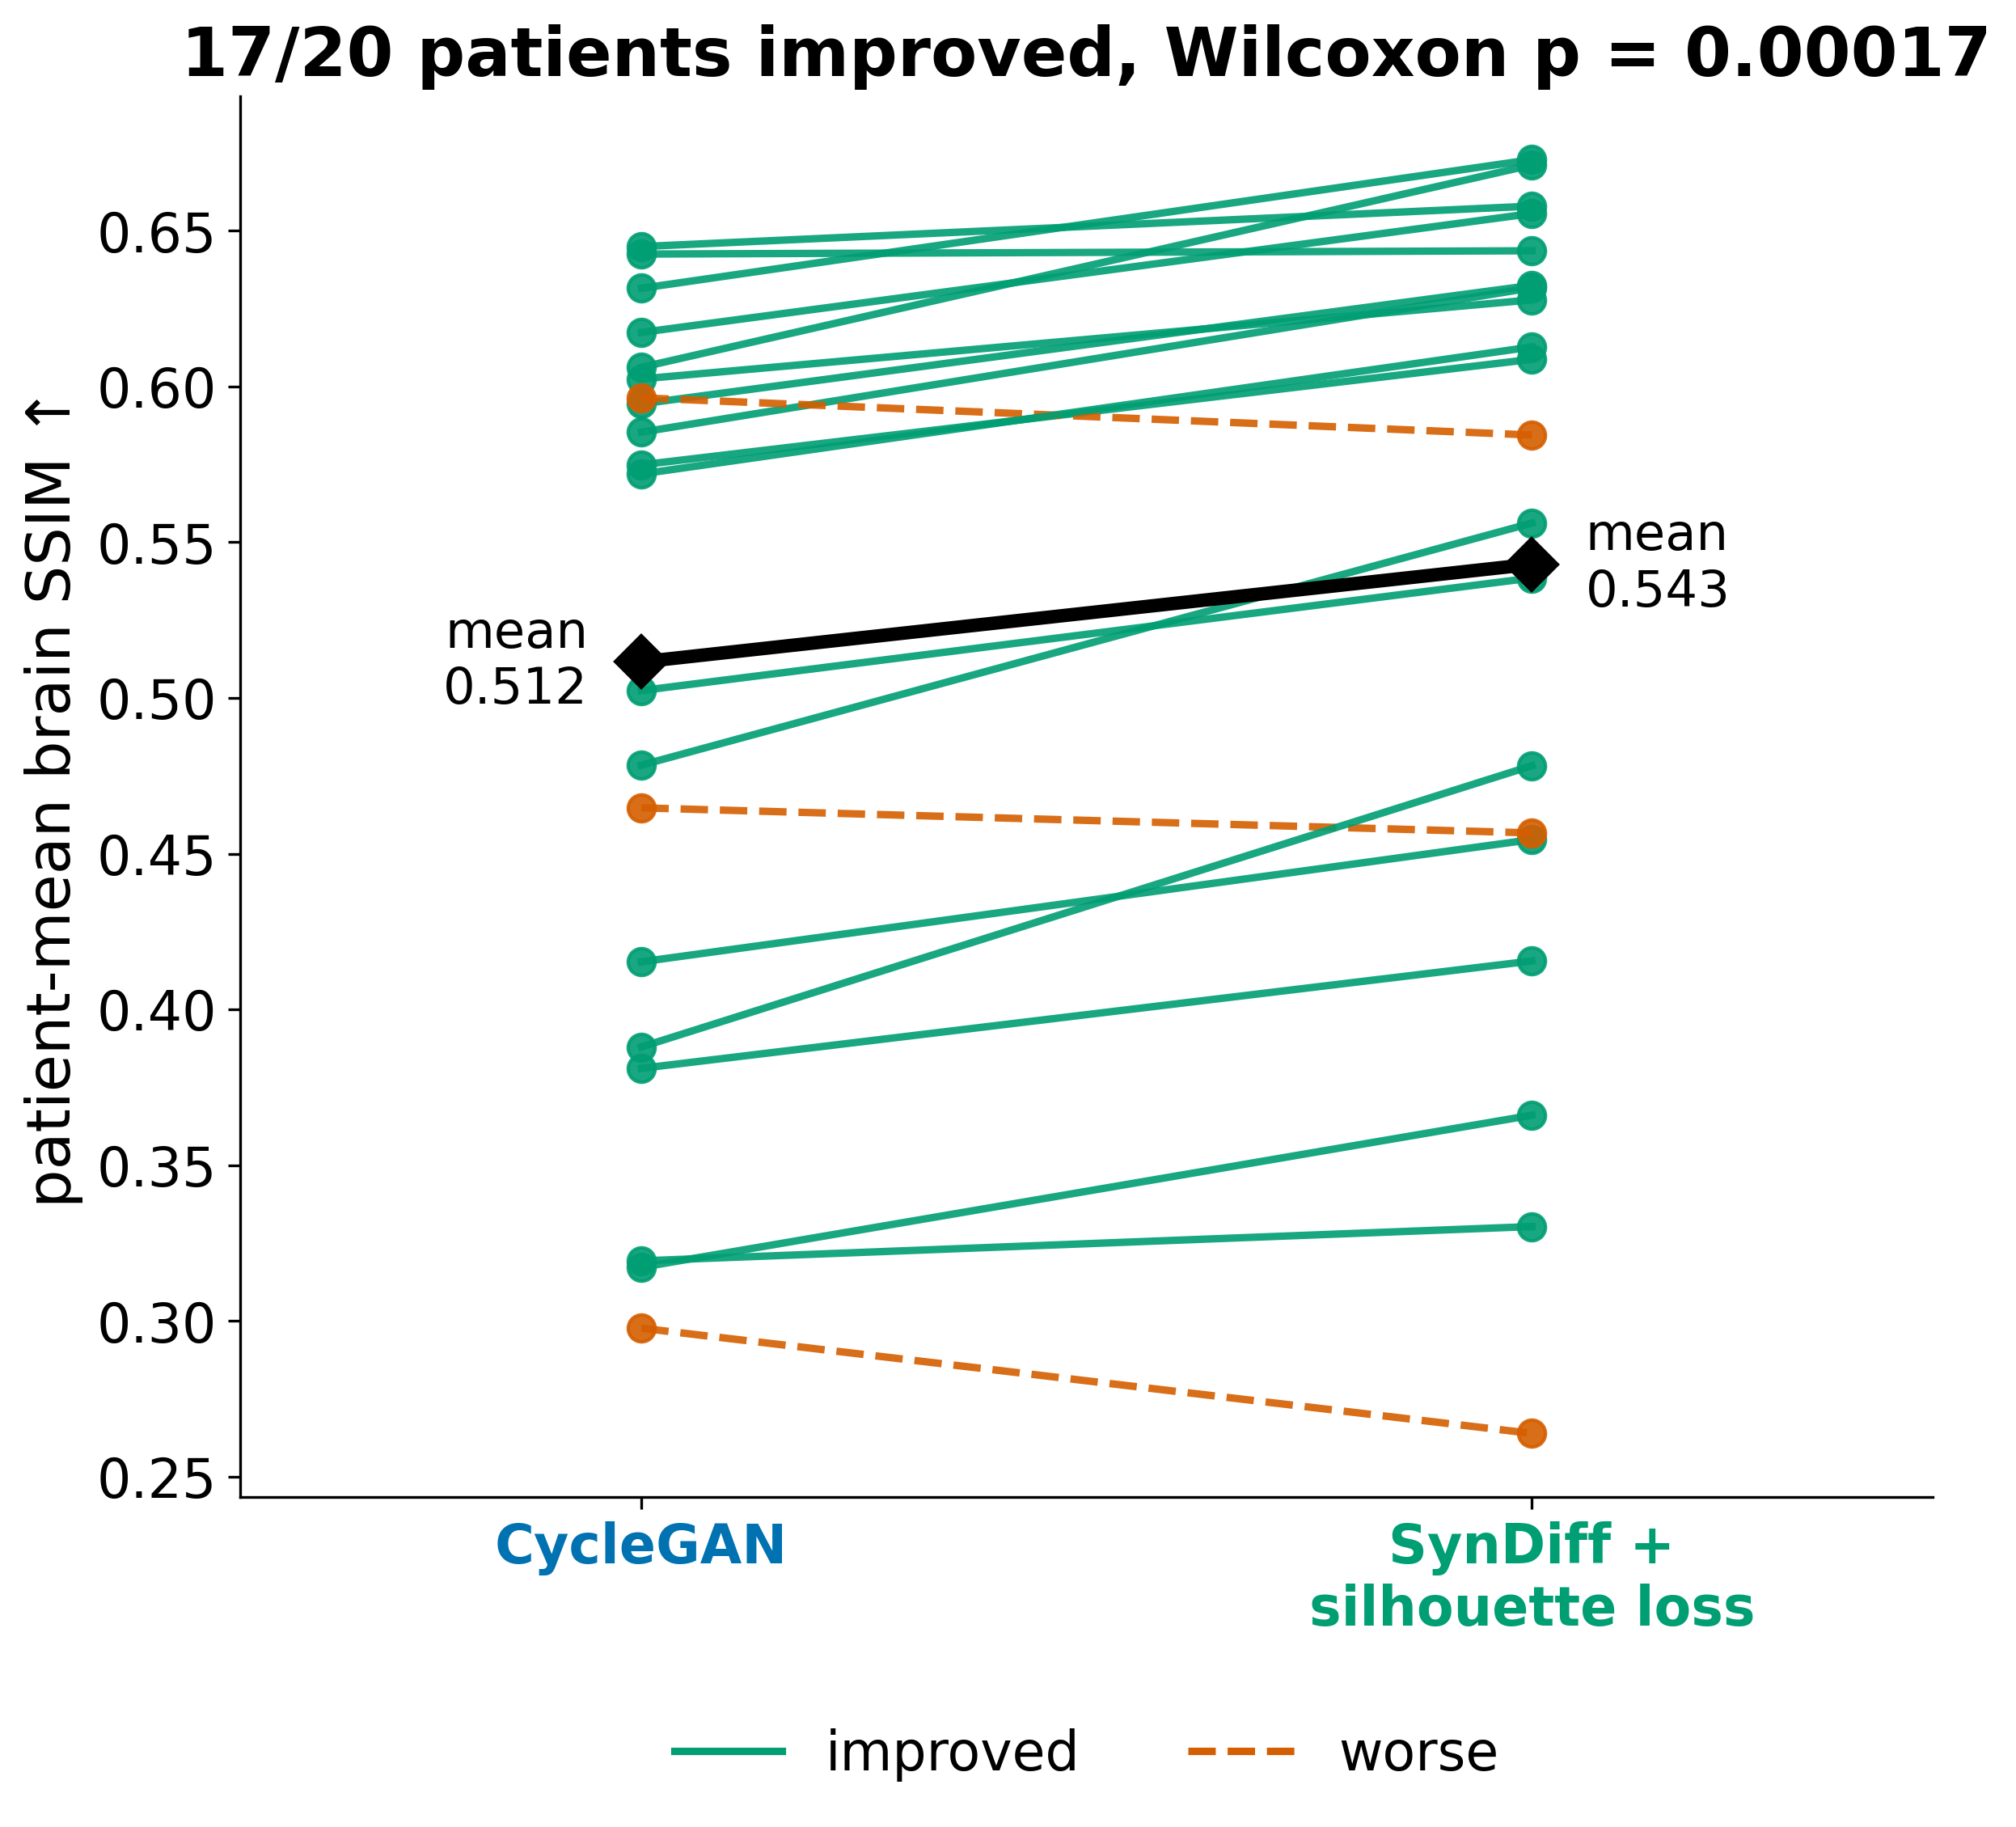 17/20 patients improved, Wilcoxon p = 0.00017
patient-mean brain SSIM ↑
0.65
0.60
0.55
0.50
0.45
0.40
0.35
0.30
0.25
mean
0.512
mean
0.543
CycleGAN
SynDiff +
silhouette loss
improved
worse